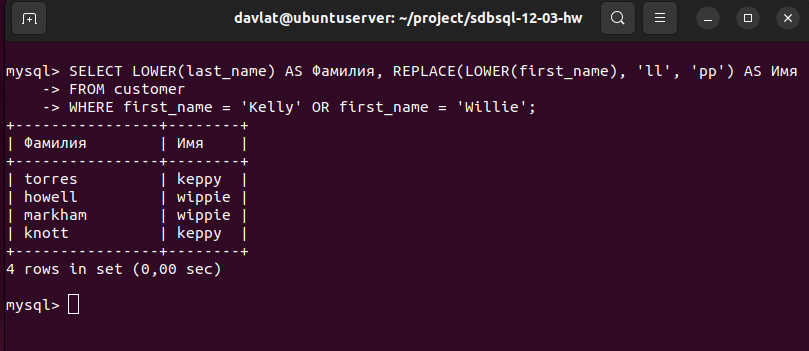 davlat@ubuntuserver: ~/project/sdbsql-12-03-hw
mysql> SELECT LOWER(last_name) AS Фамилия, REPLACE(LOWER(first_name), 'll', 'pp') AS Имя
    -> FROM customer
    -> WHERE first_name = 'Kelly' OR first_name = 'Willie';
+----------------+--------+
| Фамилия        | Имя    |
+----------------+--------+
| torres         | keppy  |
| howell         | wippie |
| markham        | wippie |
| knott          | keppy  |
+----------------+--------+
4 rows in set (0,00 sec)
mysql>